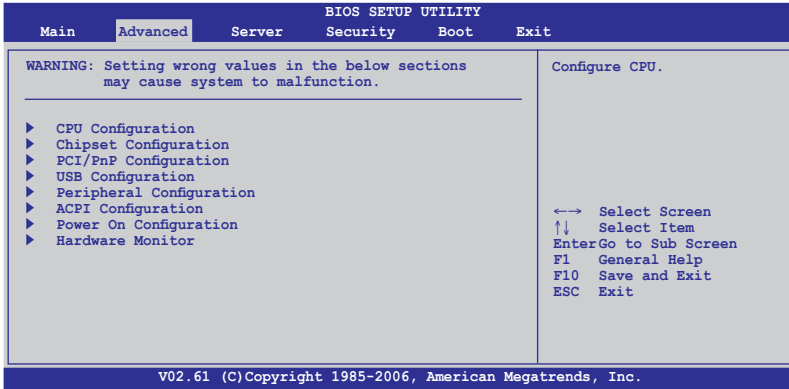 BIOS SETUP UTILITY
Main Advanced Server Security Boot Exit
WARNING: Setting wrong values in the below sections
may cause system to malfunction.
CPU Configuration
Chipset Configuration
PCI/PnP Configuration
USB Configuration
Peripheral Configuration
ACPI Configuration
Power On Configuration
Hardware Monitor
Configure CPU.
←→ Select Screen
↑↓ Select Item
Enter Go to Sub Screen
F1 General Help
F10 Save and Exit
ESC Exit
V02.61 (C)Copyright 1985-2006, American Megatrends, Inc.